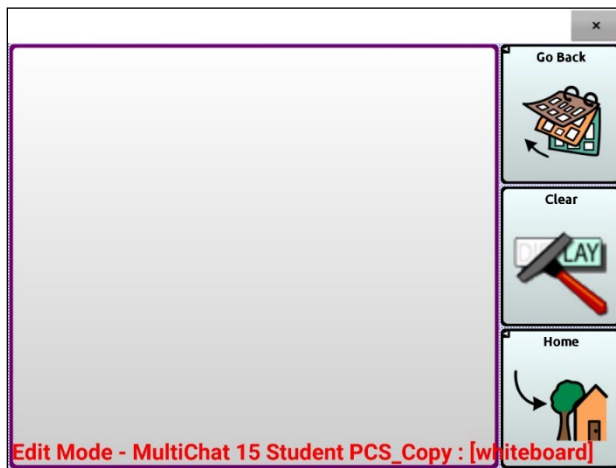 ×
Go Back
Clear
DISPLAY
Home
Edit Mode - MultiChat 15 Student PCS_Copy : [whiteboard]